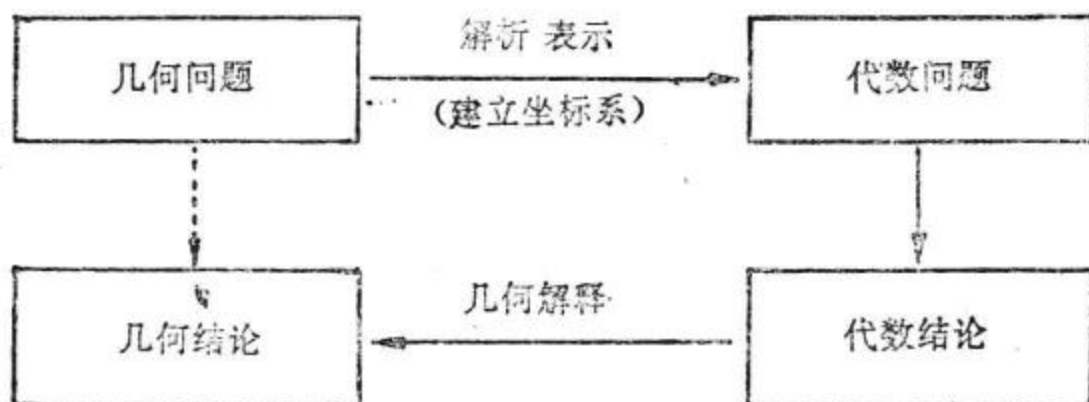 解析 表示
几何问题
代数问题
(建立坐标系)
几何解释
几何结论
代数结论